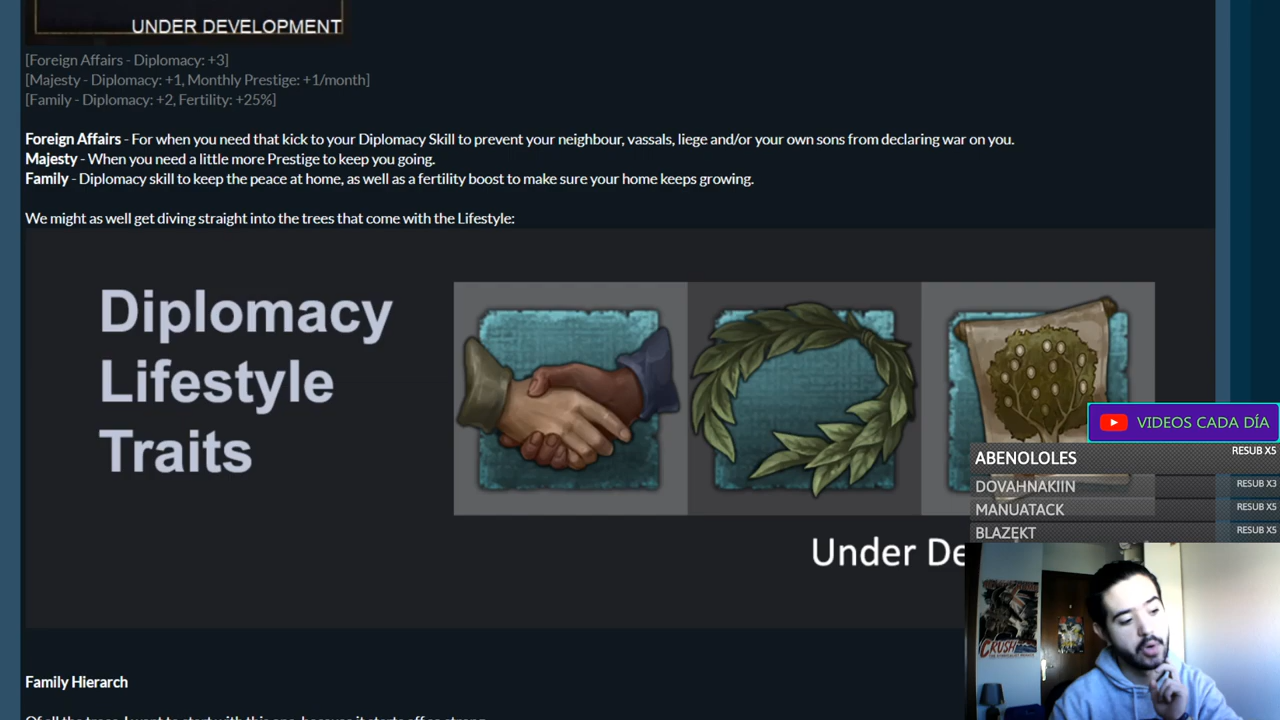 UNDER DEVELOPMENT
[Foreign Affairs - Diplomacy: +3]
[Majesty - Diplomacy: +1, Monthly Prestige: +1/month]
[Family - Diplomacy: +2, Fertility: +25%]
Foreign Affairs - For when you need that kick to your Diplomacy Skill to prevent your neighbour, vassals, liege and/or your own sons from declaring war on you.
Majesty - When you need a little more Prestige to keep you going.
Family - Diplomacy skill to keep the peace at home, as well as a fertility boost to make sure your home keeps growing.
We might as well get diving straight into the trees that come with the Lifestyle:
Diplomacy
Lifestyle
Traits
Under De
VIDEOS CADA DÍA
ABENOLOLES RESUB X5
DOVAHNAKIIN RESUB X3
MANUATACK RESUB X5
BLAZEKT RESUB X5
CRUSH
Family Hierarch